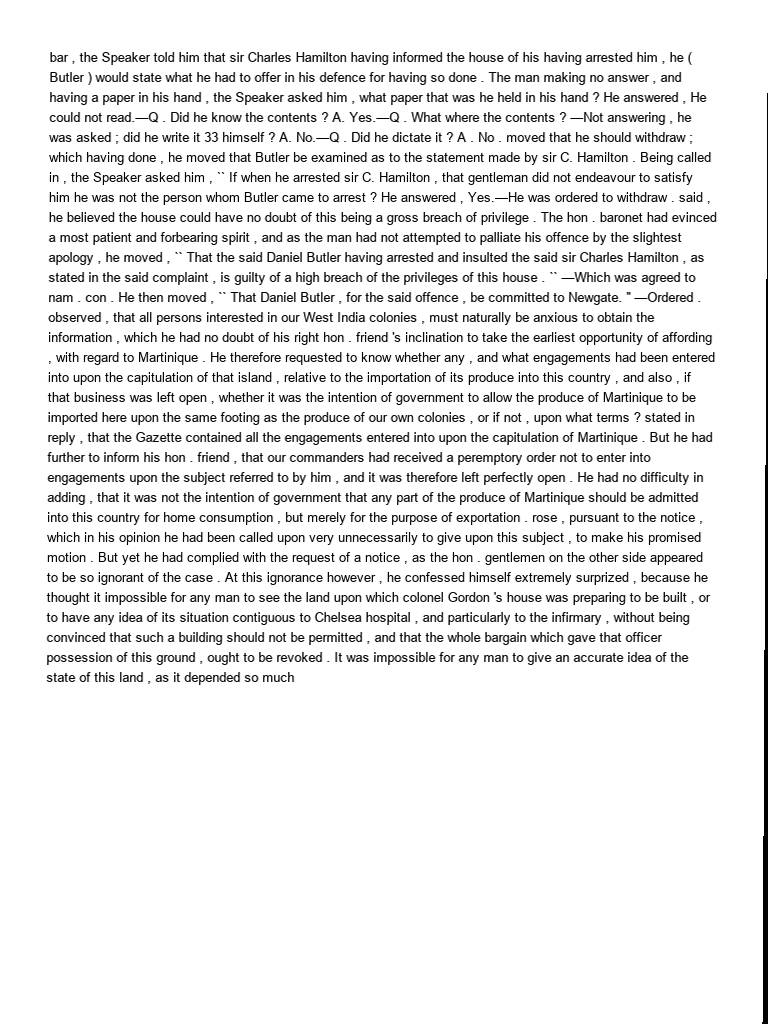 bar , the Speaker told him that sir Charles Hamilton having informed the house of his having arrested him , he (
Butler ) would state what he had to offer in his defence for having so done . The man making no answer , and
having a paper in his hand , the Speaker asked him , what paper that was he held in his hand ? He answered , He
could not read.—Q . Did he know the contents ? A. Yes.—Q . What where the contents ? —Not answering , he
was asked ; did he write it 33 himself ? A. No.—Q . Did he dictate it ? A . No . moved that he should withdraw ;
which having done , he moved that Butler be examined as to the statement made by sir C. Hamilton . Being called
in , the Speaker asked him , `` If when he arrested sir C. Hamilton , that gentleman did not endeavour to satisfy
him he was not the person whom Butler came to arrest ? He answered , Yes.—He was ordered to withdraw . said ,
he believed the house could have no doubt of this being a gross breach of privilege . The hon . baronet had evinced
a most patient and forbearing spirit , and as the man had not attempted to palliate his offence by the slightest
apology , he moved , `` That the said Daniel Butler having arrested and insulted the said sir Charles Hamilton , as
stated in the said complaint , is guilty of a high breach of the privileges of this house . `` —Which was agreed to
nam . con . He then moved , `` That Daniel Butler , for the said offence , be committed to Newgate. " —Ordered .
observed , that all persons interested in our West India colonies , must naturally be anxious to obtain the
information , which he had no doubt of his right hon . friend 's inclination to take the earliest opportunity of affording
, with regard to Martinique . He therefore requested to know whether any , and what engagements had been entered
into upon the capitulation of that island , relative to the importation of its produce into this country , and also , if
that business was left open , whether it was the intention of government to allow the produce of Martinique to be
imported here upon the same footing as the produce of our own colonies , or if not , upon what terms ? stated in
reply , that the Gazette contained all the engagements entered into upon the capitulation of Martinique . But he had
further to inform his hon . friend , that our commanders had received a peremptory order not to enter into
engagements upon the subject referred to by him , and it was therefore left perfectly open . He had no difficulty in
adding , that it was not the intention of government that any part of the produce of Martinique should be admitted
into this country for home consumption , but merely for the purpose of exportation . rose , pursuant to the notice ,
which in his opinion he had been called upon very unnecessarily to give upon this subject , to make his promised
motion . But yet he had complied with the request of a notice , as the hon . gentlemen on the other side appeared
to be so ignorant of the case . At this ignorance however , he confessed himself extremely surprized , because he
thought it impossible for any man to see the land upon which colonel Gordon 's house was preparing to be built , or
to have any idea of its situation contiguous to Chelsea hospital , and particularly to the infirmary , without being
convinced that such a building should not be permitted , and that the whole bargain which gave that officer
possession of this ground , ought to be revoked . It was impossible for any man to give an accurate idea of the
state of this land , as it depended so much